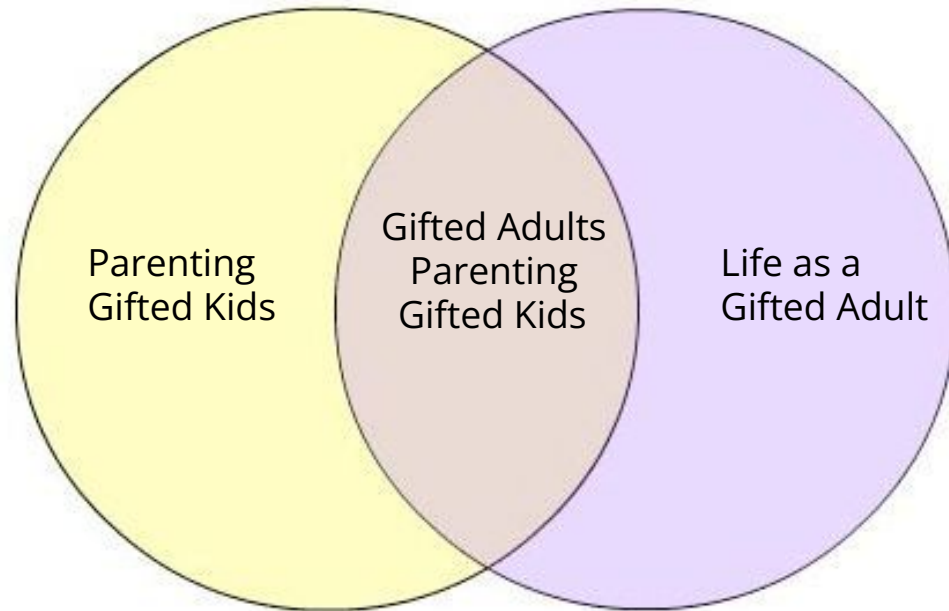 Parenting
Gifted Kids
Gifted Adults
Parenting
Gifted Kids
Life as a
Gifted Adult